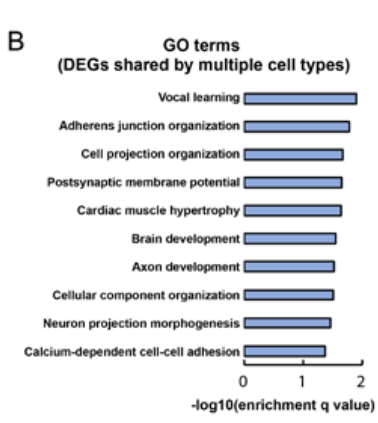 B
GO terms
(DEGs shared by multiple cell types)
Vocal learning
Adherens junction organization
Cell projection organization
Postsynaptic membrane potential
Cardiac muscle hypertrophy
Brain development
Axon development
Cellular component organization
Neuron projection morphogenesis
Calcium-dependent cell-cell adhesion
0 1 2
-log10(enrichment q value)